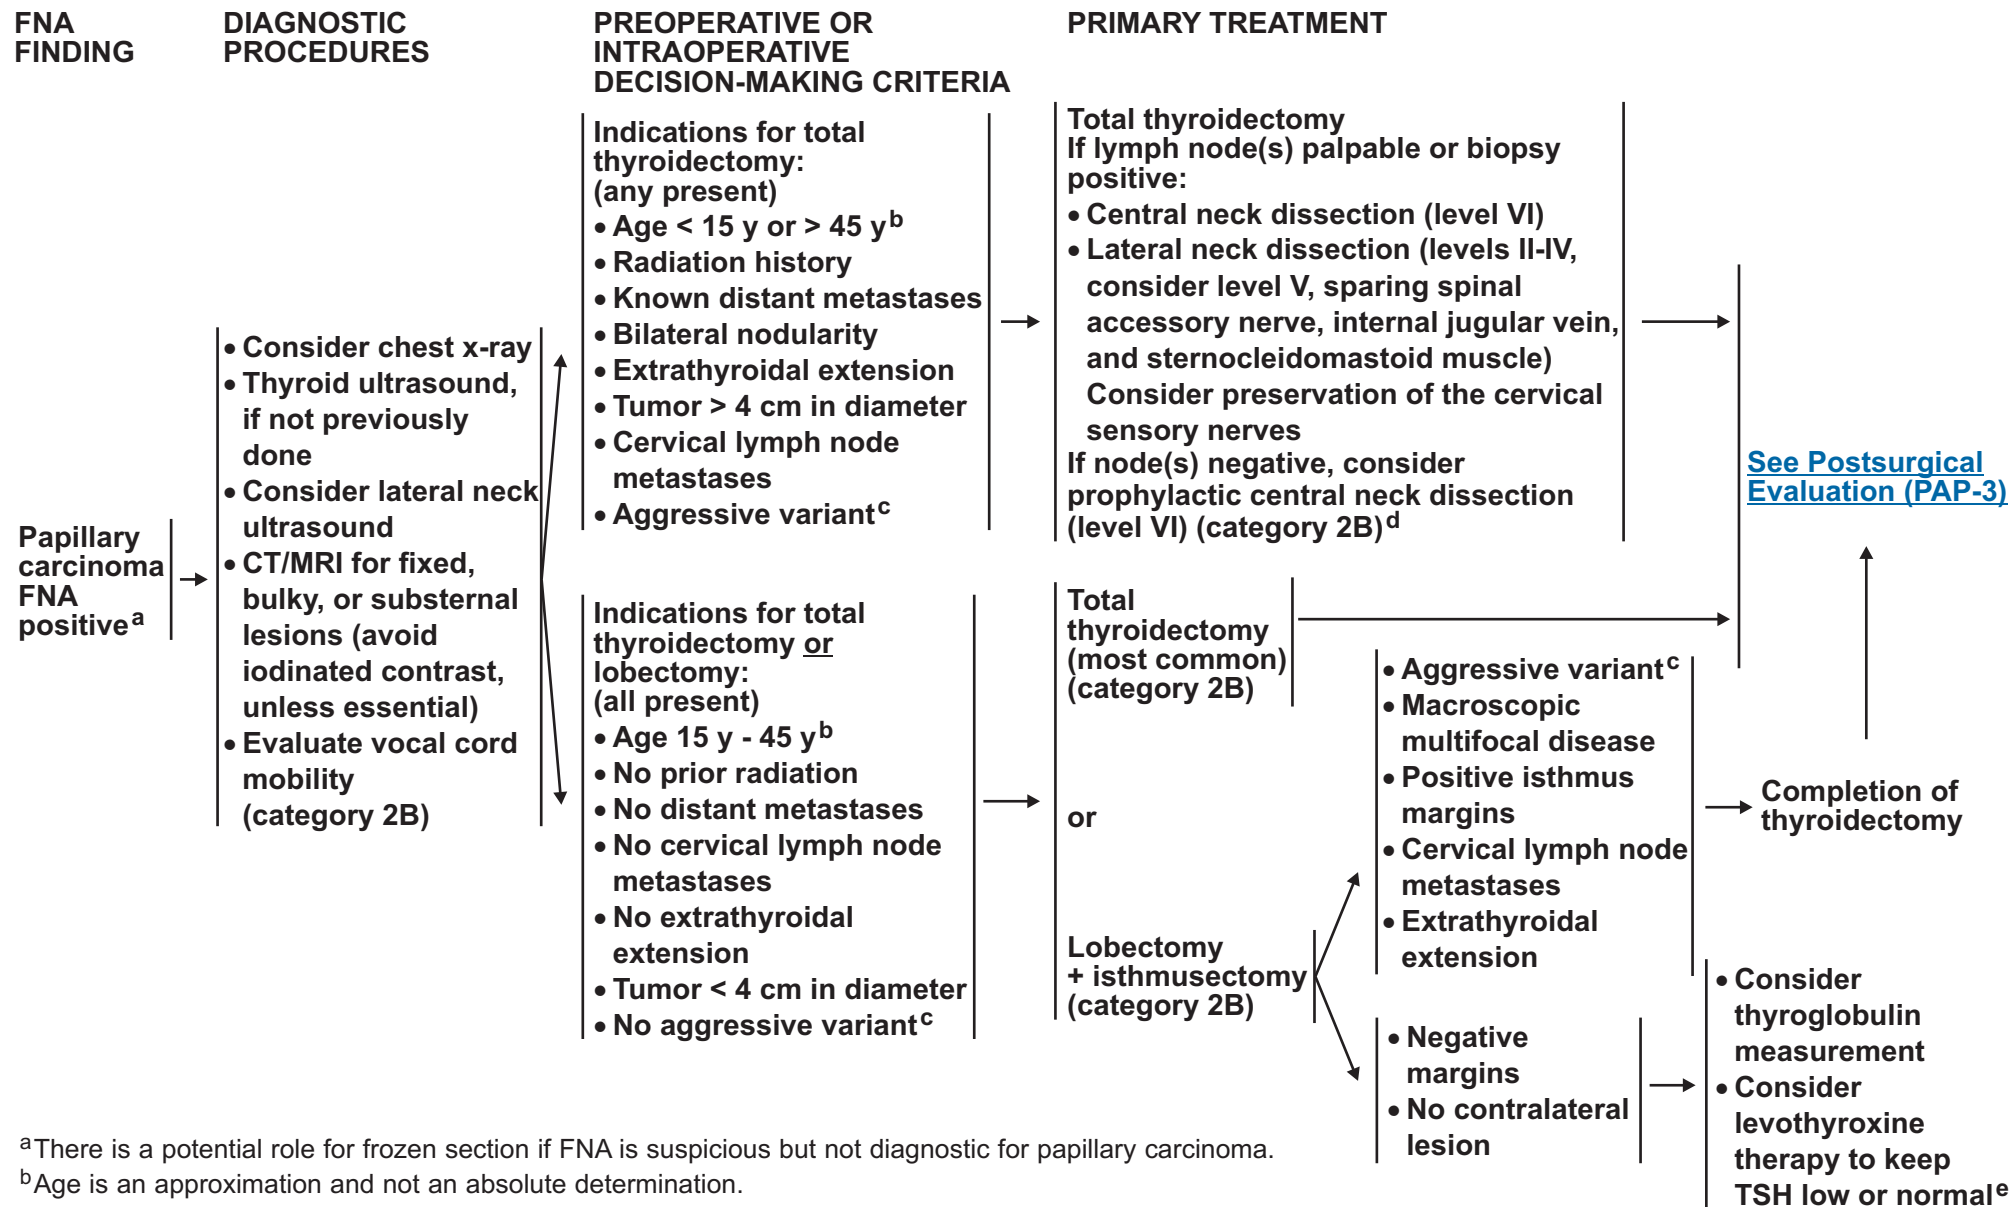 FNA
FINDING
DIAGNOSTIC
PROCEDURES
PREOPERATIVE OR
INTRAOPERATIVE
DECISION-MAKING CRITERIA
PRIMARY TREATMENT
Papillary
carcinoma
FNA
positive a
• Consider chest x-ray
• Thyroid ultrasound,
if not previously
done
• Consider lateral neck
ultrasound
• CT/MRI for fixed,
bulky, or substernal
lesions (avoid
iodinated contrast,
unless essential)
• Evaluate vocal cord
mobility
(category 2B)
Indications for total
thyroidectomy:
(any present)
• Age < 15 y or > 45 y b
• Radiation history
• Known distant metastases
• Bilateral nodularity
• Extrathyroidal extension
• Tumor > 4 cm in diameter
• Cervical lymph node
metastases
• Aggressive variant c
Total thyroidectomy
If lymph node(s) palpable or biopsy
positive:
• Central neck dissection (level VI)
• Lateral neck dissection (levels II-IV,
consider level V, sparing spinal
accessory nerve, internal jugular vein,
and sternocleidomastoid muscle)
Consider preservation of the cervical
sensory nerves
If node(s) negative, consider
prophylactic central neck dissection
(level VI) (category 2B) d
See Postsurgical
Evaluation (PAP-3)
Indications for total
thyroidectomy or
lobectomy:
(all present)
• Age 15 y - 45 y b
• No prior radiation
• No distant metastases
• No cervical lymph node
metastases
• No extrathyroidal
extension
• Tumor < 4 cm in diameter
• No aggressive variant c
Total
thyroidectomy
(most common)
(category 2B)
or
Lobectomy
+ isthmusectomy
(category 2B)
• Aggressive variant c
• Macroscopic
multifocal disease
• Positive isthmus
margins
• Cervical lymph node
metastases
• Extrathyroidal
extension
Completion of
thyroidectomy
• Negative
margins
• No contralateral
lesion
• Consider
thyroglobulin
measurement
• Consider
levothyroxine
therapy to keep
TSH low or normal e
a There is a potential role for frozen section if FNA is suspicious but not diagnostic for papillary carcinoma.
b Age is an approximation and not an absolute determination.